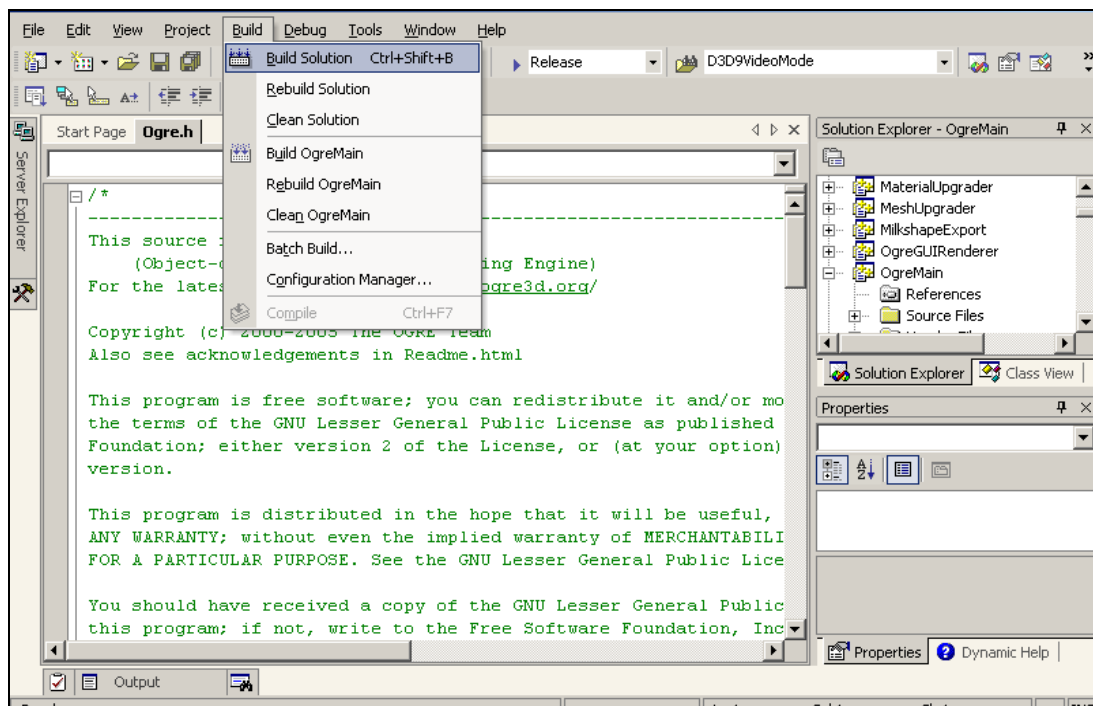 File Edit View Project Build Debug Tools Window Help
Release D3D9VideoMode
Build Solution Ctrl+Shift+B
Rebuild Solution
Clean Solution
Build OgreMain
Rebuild OgreMain
Clean OgreMain
Batch Build...
Configuration Manager...
Compile Ctrl+F7
Server Explorer
Start Page Ogre.h
/*
-----------------------------------------------------------------------------
This source
(Object- ing Engine)
For the lates ogre3d.org/
Copyright (c) 2000-2005 The OGRE Team
Also see acknowledgements in Readme.html
This program is free software; you can redistribute it and/or mo
the terms of the GNU Lesser General Public License as published
Foundation; either version 2 of the License, or (at your option)
version.
This program is distributed in the hope that it will be useful,
ANY WARRANTY; without even the implied warranty of MERCHANTABILI
FOR A PARTICULAR PURPOSE. See the GNU Lesser General Public Lice
You should have received a copy of the GNU Lesser General Public
this program; if not, write to the Free Software Foundation, Inc
Output
Solution Explorer - OgreMain
MaterialUpgrader
MeshUpgrader
MilkshapeExport
OgreGUIRenderer
OgreMain
References
Source Files
Solution Explorer Class View
Properties
Properties Dynamic Help